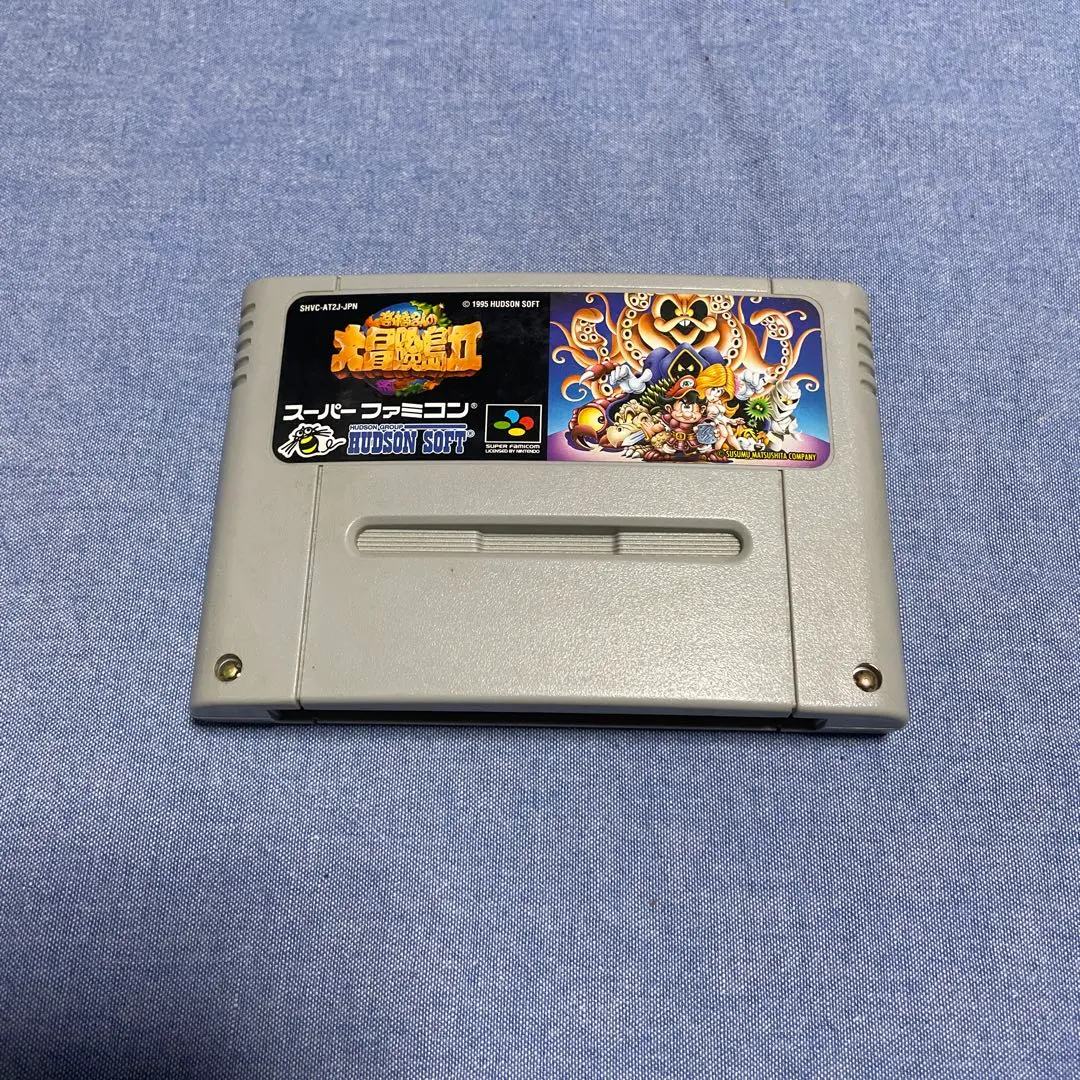 SHVC-AT2J-JPN
© 1995 HUDSON SOFT
高橋名人の
大冒険島II
スーパーファミコン®
HUDSON GROUP
HUDSON SOFT®
SUPER FAMICOM
LICENSED BY NINTENDO
© SUSUMU MATSUSHITA COMPANY